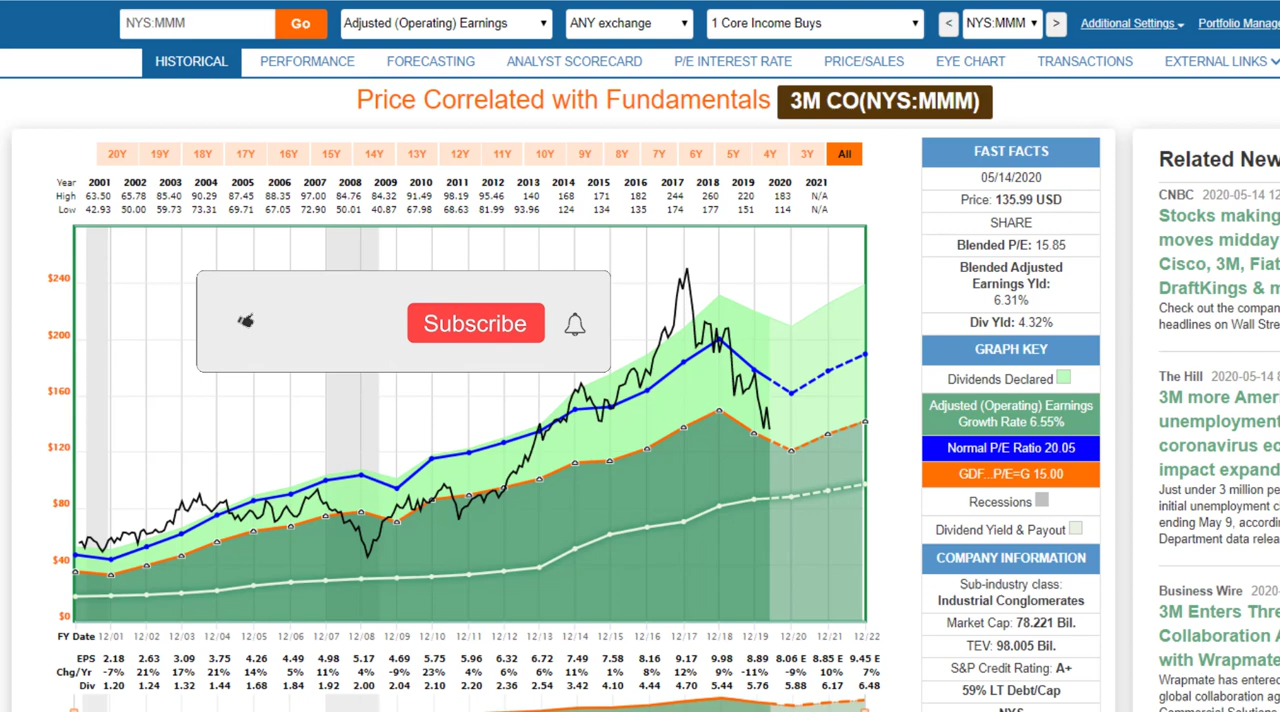 NYS:MMM Go Adjusted (Operating) Earnings ANY exchange 1 Core Income Buys < NYS:MMM > Additional Settings Portfolio Manage
HISTORICAL PERFORMANCE FORECASTING ANALYST SCORECARD P/E INTEREST RATE PRICE/SALES EYE CHART TRANSACTIONS EXTERNAL LINKS
Price Correlated with Fundamentals 3M CO(NYS:MMM)
20Y 19Y 18Y 17Y 16Y 15Y 14Y 13Y 12Y 11Y 10Y 9Y 8Y 7Y 6Y 5Y 4Y 3Y All
Year 2001 2002 2003 2004 2005 2006 2007 2008 2009 2010 2011 2012 2013 2014 2015 2016 2017 2018 2019 2020 2021
High 63.50 65.78 85.40 90.29 87.45 88.35 97.00 84.76 84.32 91.49 98.19 95.46 140 168 171 182 244 260 220 183 N/A
Low 42.93 50.00 59.73 73.31 69.71 67.05 72.90 50.01 40.87 67.98 68.63 81.99 93.96 124 134 135 174 177 151 114 N/A
$240
$200
$160
$120
$80
$40
$0
Subscribe
FY Date 12/01 12/02 12/03 12/04 12/05 12/06 12/07 12/08 12/09 12/10 12/11 12/12 12/13 12/14 12/15 12/16 12/17 12/18 12/19 12/20 12/21 12/22
EPS 2.18 2.63 3.09 3.75 4.26 4.49 4.98 5.17 4.69 5.75 5.96 6.32 6.72 7.49 7.58 8.16 9.17 9.98 8.89 8.06 E 8.85 E 9.45 E
Chg/Yr -7% 21% 17% 21% 14% 5% 11% 4% -9% 23% 4% 6% 6% 11% 1% 8% 12% 9% -11% -9% 10% 7%
Div 1.20 1.24 1.32 1.44 1.68 1.84 1.92 2.00 2.04 2.10 2.20 2.36 2.54 3.42 4.10 4.44 4.70 5.44 5.76 5.88 6.17 6.48
FAST FACTS
05/14/2020
Price: 135.99 USD
SHARE
Blended P/E: 15.85
Blended Adjusted
Earnings Yld:
6.31%
Div Yld: 4.32%
GRAPH KEY
Dividends Declared
Adjusted (Operating) Earnings
Growth Rate 6.55%
Normal P/E Ratio 20.05
GDF...P/E=G 15.00
Recessions
Dividend Yield & Payout
COMPANY INFORMATION
Sub-industry class:
Industrial Conglomerates
Market Cap: 78.221 Bil.
TEV: 98.005 Bil.
S&P Credit Rating: A+
59% LT Debt/Cap
NYS
Related New
CNBC 2020-05-14 12
Stocks making
moves midday
Cisco, 3M, Fiat
DraftKings & m
Check out the compan
headlines on Wall Stre
The Hill 2020-05-14 8
3M more Amer
unemployment
coronavirus ec
impact expand
Just under 3 million pe
initial unemployment c
ending May 9, accordi
Department data relea
Business Wire 2020-
3M Enters Thr
Collaboration A
with Wrapmate
Wrapmate has entered
global collaboration ag